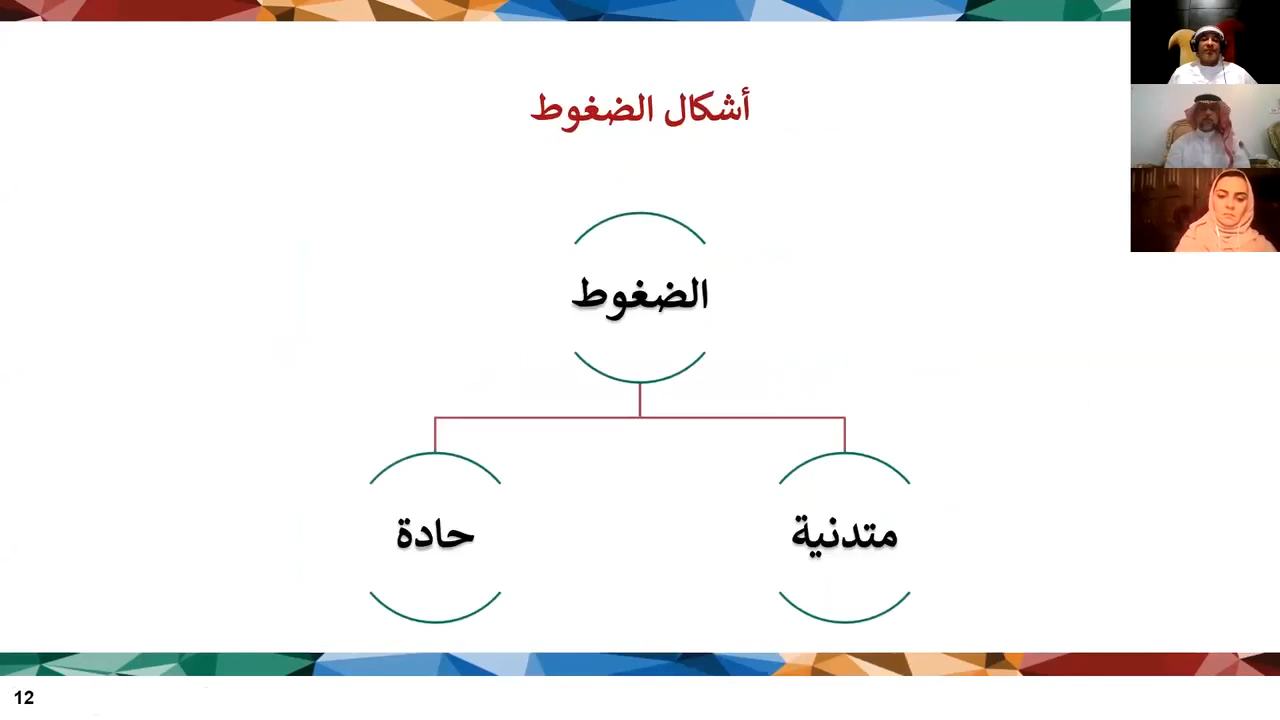 أشكال الضغوط
الضغوط
متدنية
حادة
12